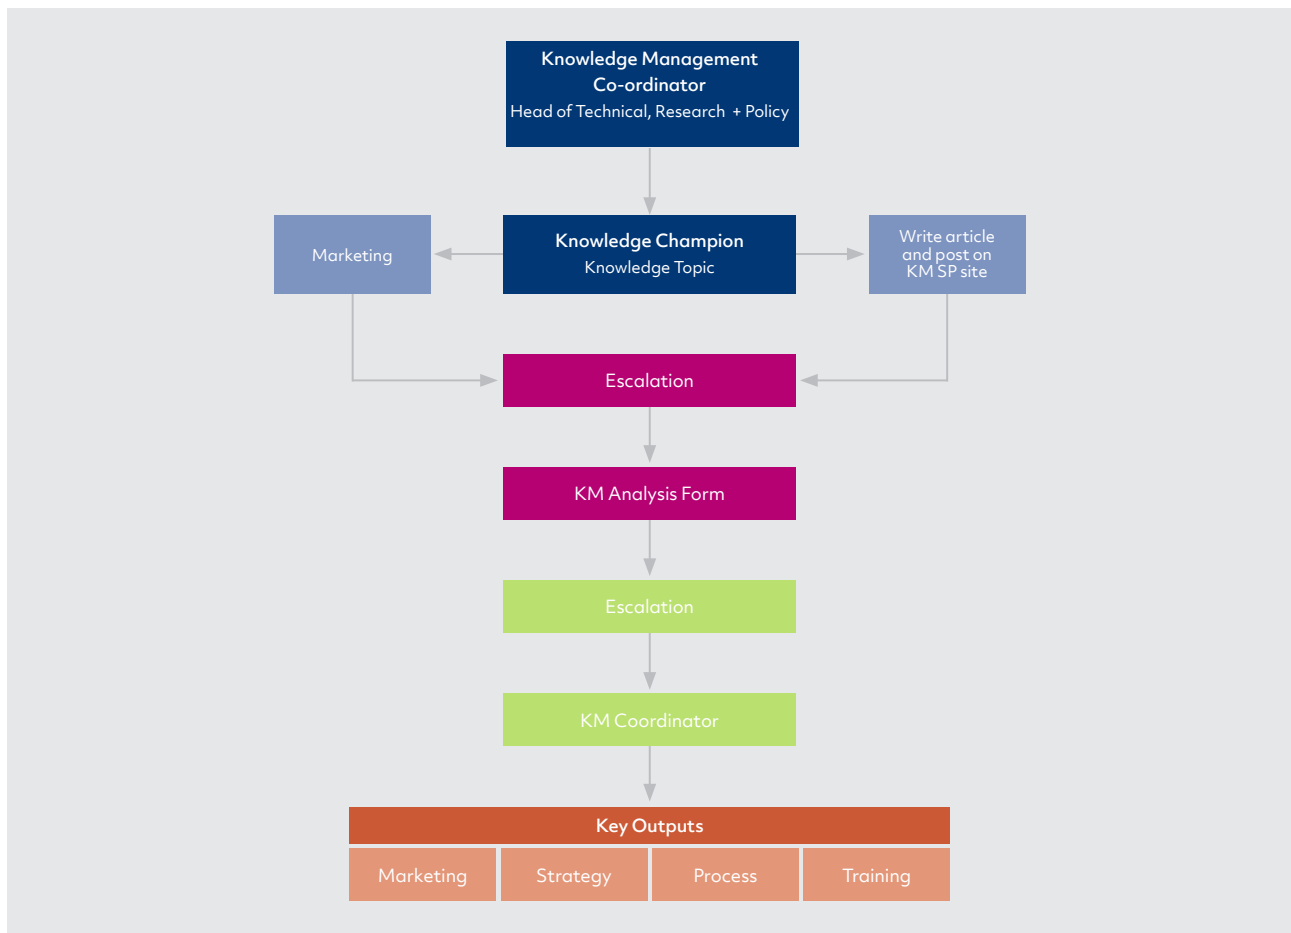 Knowledge Management
Co-ordinator
Head of Technical, Research + Policy
Marketing
Knowledge Champion
Knowledge Topic
Write article
and post on
KM SP site
Escalation
KM Analysis Form
Escalation
KM Coordinator
Key Outputs
Marketing
Strategy
Process
Training